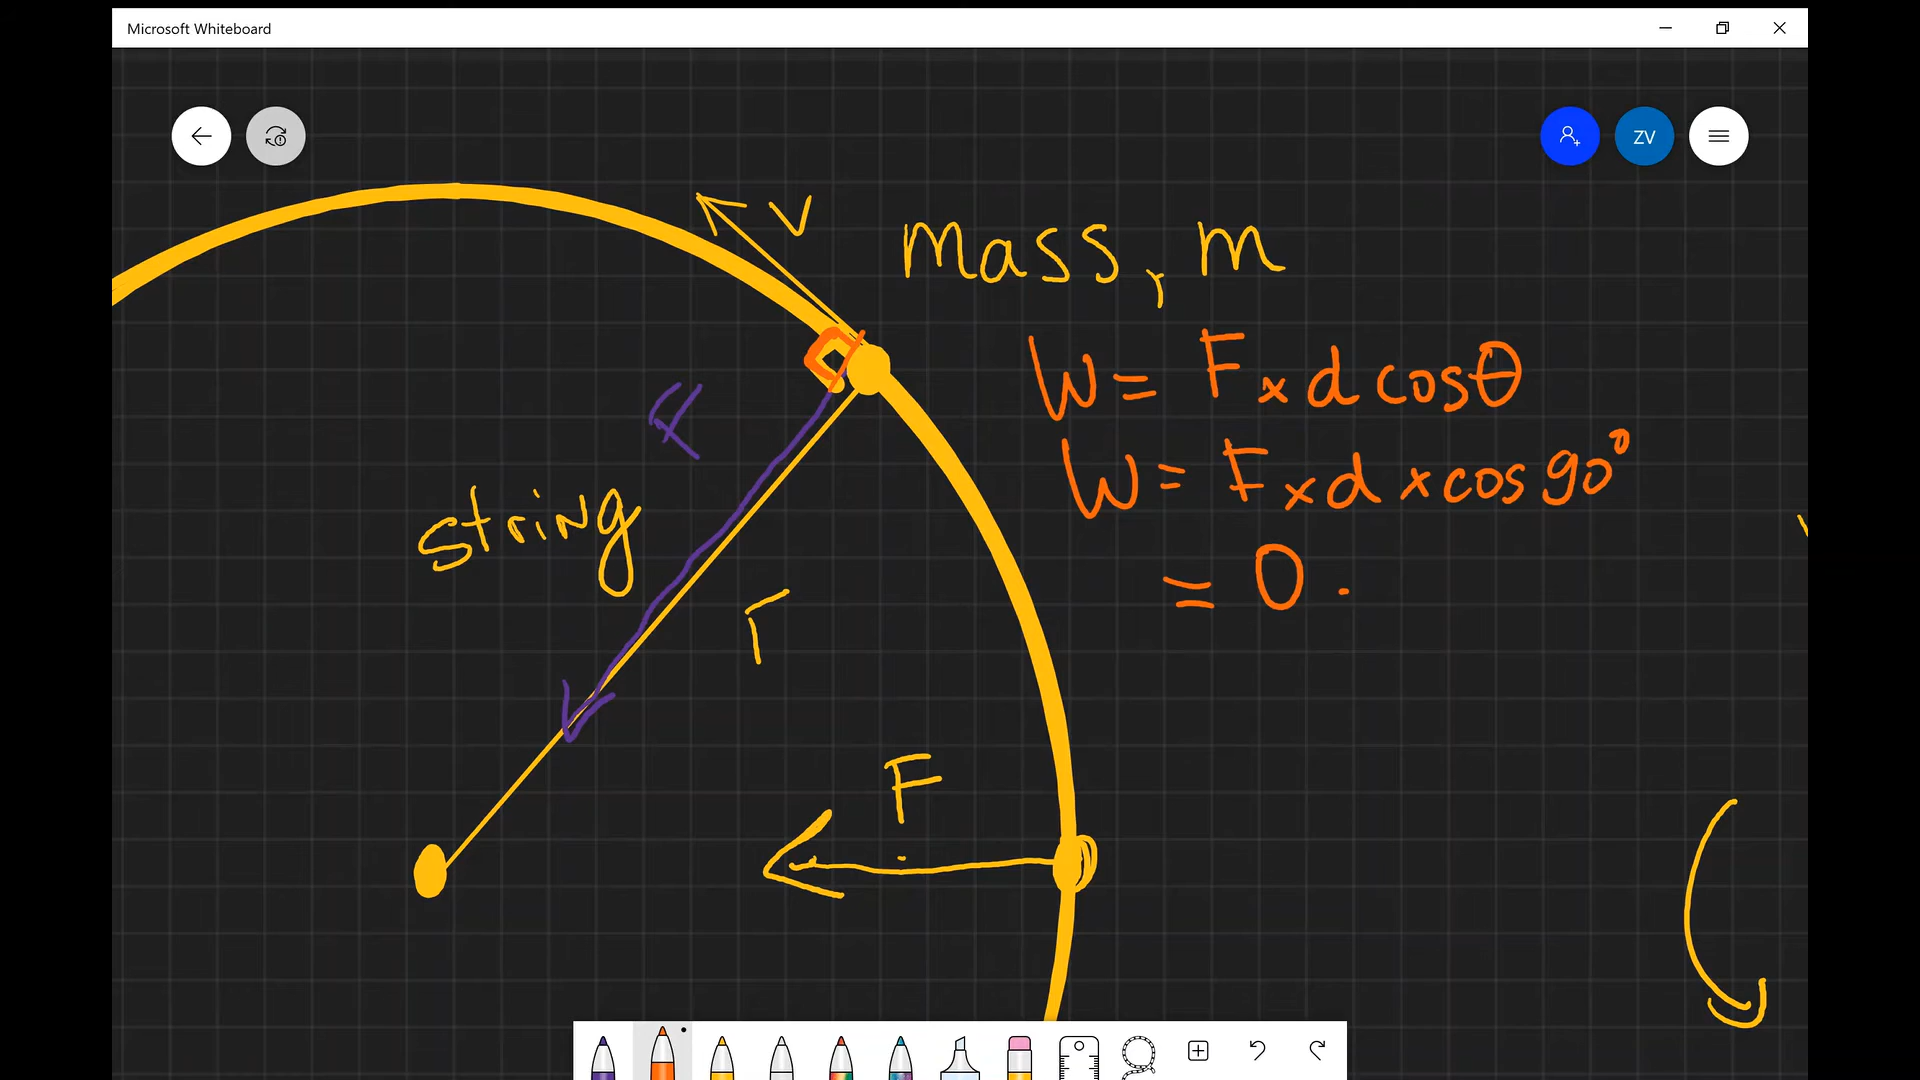 Microsoft Whiteboard
ZV
v
mass, m
W = F x d cosθ
F
W = F x d x cos 90°
string
= 0.
r
F